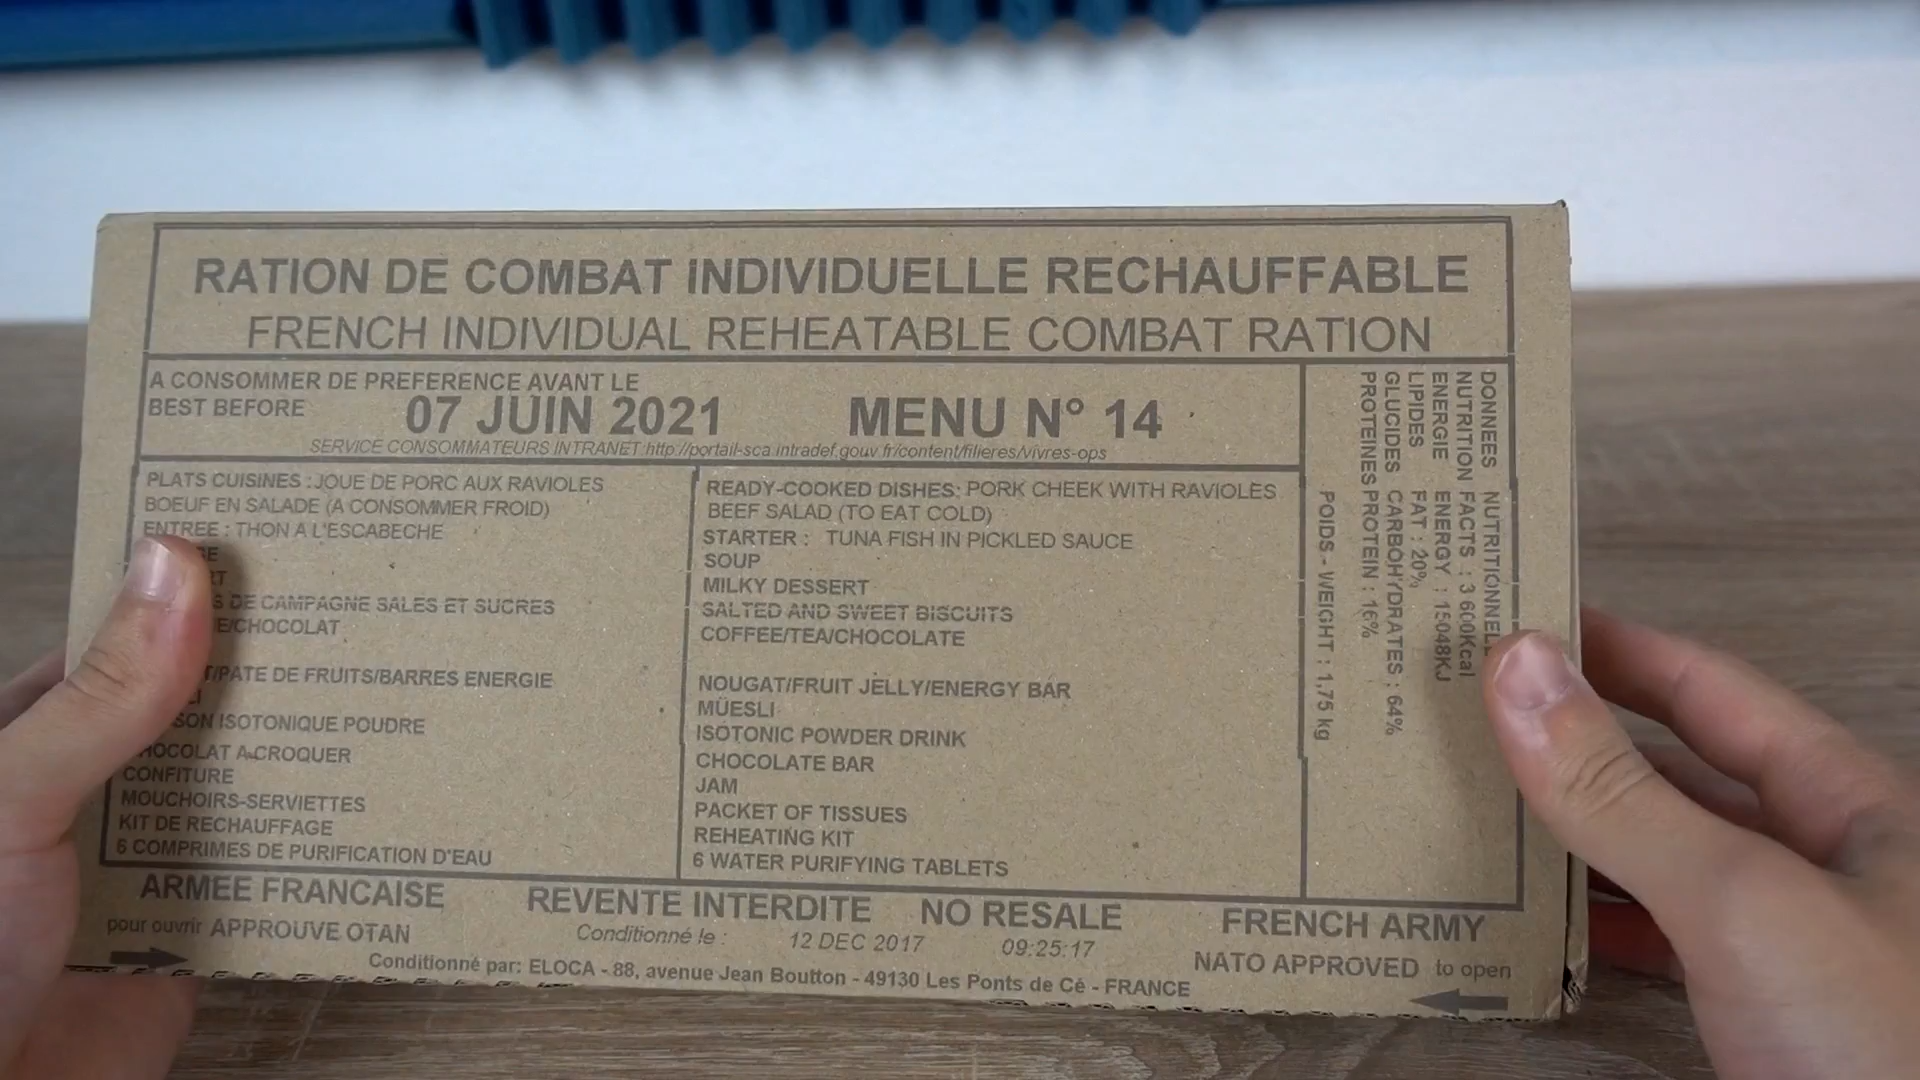 RATION DE COMBAT INDIVIDUELLE RECHAUFFABLE
FRENCH INDIVIDUAL REHEATABLE COMBAT RATION
A CONSOMMER DE PREFERENCE AVANT LE
BEST BEFORE
07 JUIN 2021
MENU N° 14
SERVICE CONSOMMATEURS INTRANET http://portail-sca.intradef.gouv.fr/content/filieres/vivres-ops
PLATS CUISINES : JOUE DE PORC AUX RAVIOLES
BOEUF EN SALADE (A CONSOMMER FROID)
ENTREE : THON A L'ESCABECHE
DE CAMPAGNE SALES ET SUCRES
/CHOCOLAT
/PATE DE FRUITS/BARRES ENERGIE
ISOTONIQUE POUDRE
A CROQUER
CONFITURE
MOUCHOIRS-SERVIETTES
KIT DE RECHAUFFAGE
6 COMPRIMES DE PURIFICATION D'EAU
READY-COOKED DISHES: PORK CHEEK WITH RAVIOLES
BEEF SALAD (TO EAT COLD)
STARTER : TUNA FISH IN PICKLED SAUCE
SOUP
MILKY DESSERT
SALTED AND SWEET BISCUITS
COFFEE/TEA/CHOCOLATE
NOUGAT/FRUIT JELLY/ENERGY BAR
MÜESLI
ISOTONIC POWDER DRINK
CHOCOLATE BAR
JAM
PACKET OF TISSUES
REHEATING KIT
6 WATER PURIFYING TABLETS
DONNEES
NUTRITION FACTS : 3 600Kcal
ENERGIE ENERGY : 15048KJ
LIPIDES FAT : 20%
GLUCIDES CARBOHYDRATES : 64%
PROTEINES PROTEIN : 16%
POIDS - WEIGHT : 1,75 kg
ARMEE FRANCAISE
REVENTE INTERDITE NO RESALE
FRENCH ARMY
pour ouvrir APPROUVE OTAN
Conditionné le : 12 DEC 2017 09:25:17
NATO APPROVED to open
Conditionné par: ELOCA - 88, avenue Jean Boutton - 49130 Les Ponts de Cé - FRANCE